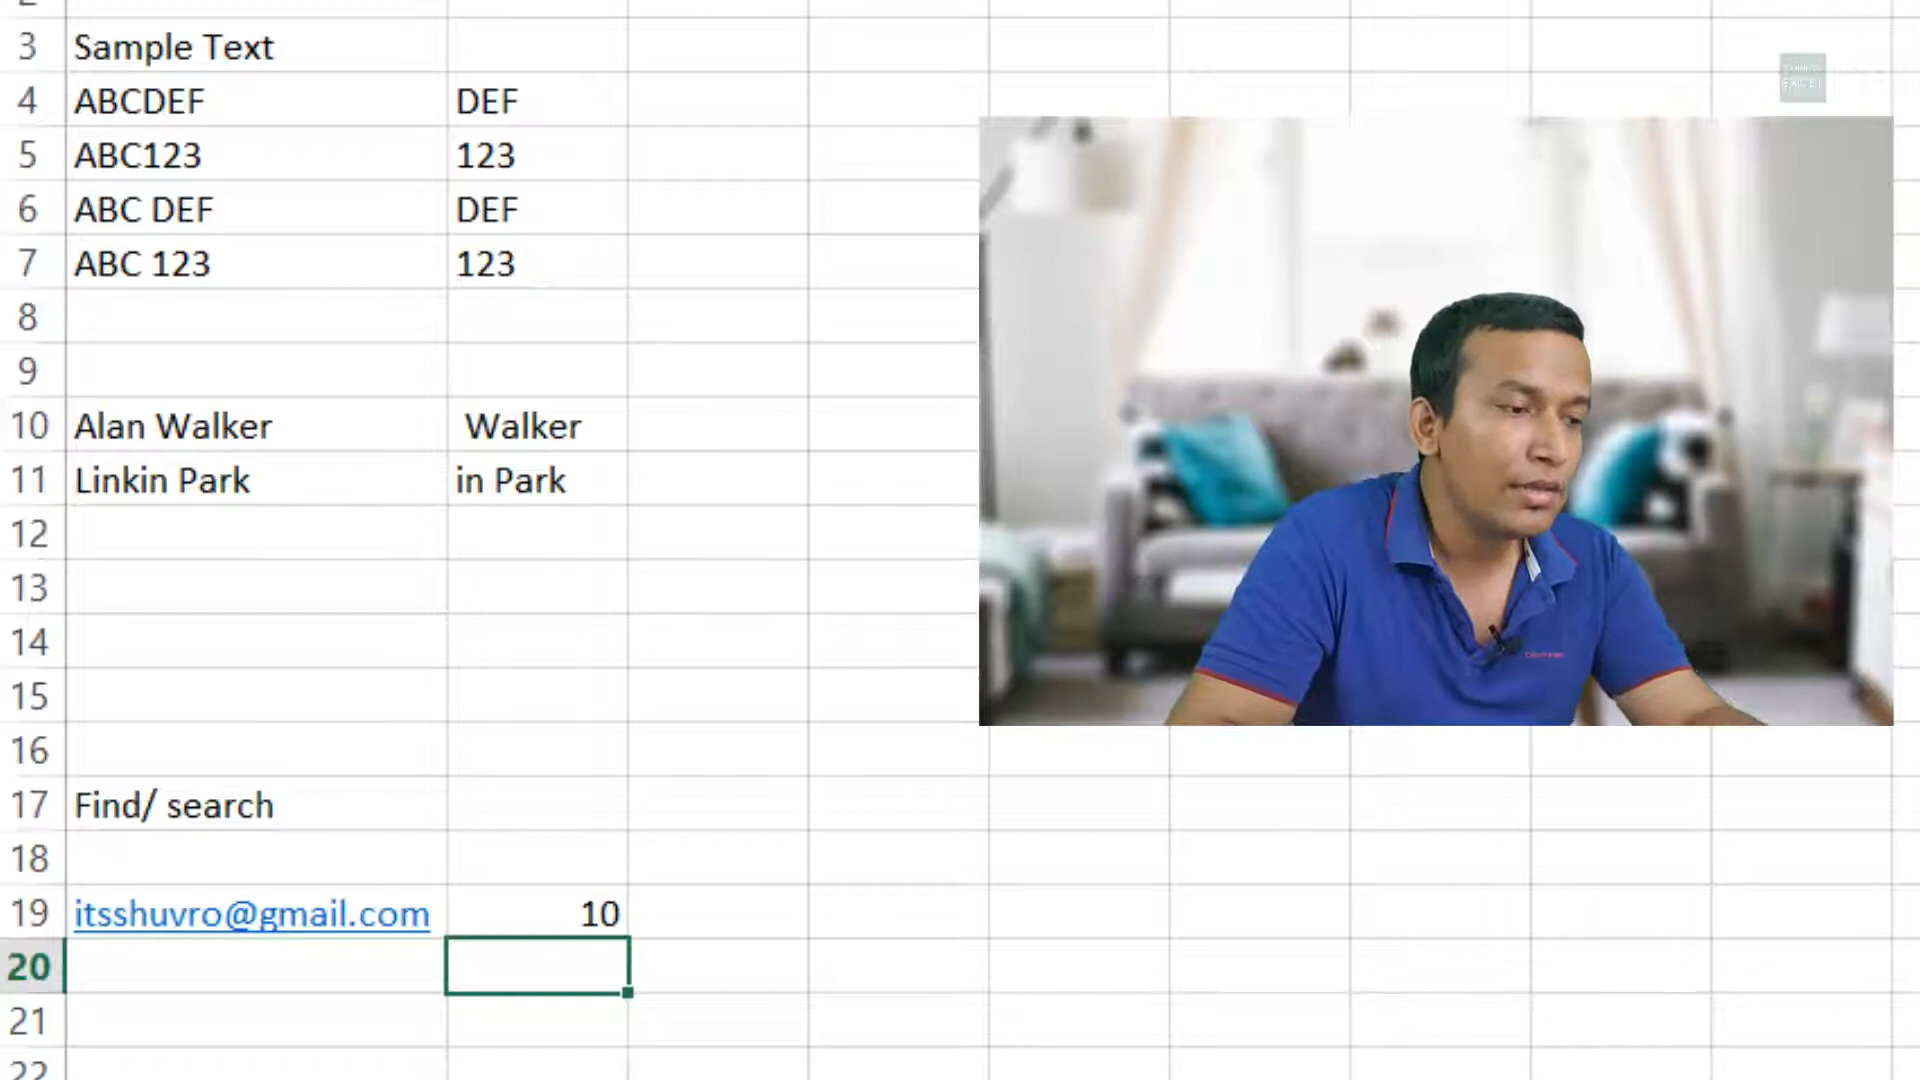 3 Sample Text
4 ABCDEF DEF
5 ABC123 123
6 ABC DEF DEF
7 ABC 123 123
8
9
10 Alan Walker Walker
11 Linkin Park in Park
12
13
14
15
16
17 Find/ search
18
19 itsshuvro@gmail.com 10
20
21
22
EXCEL